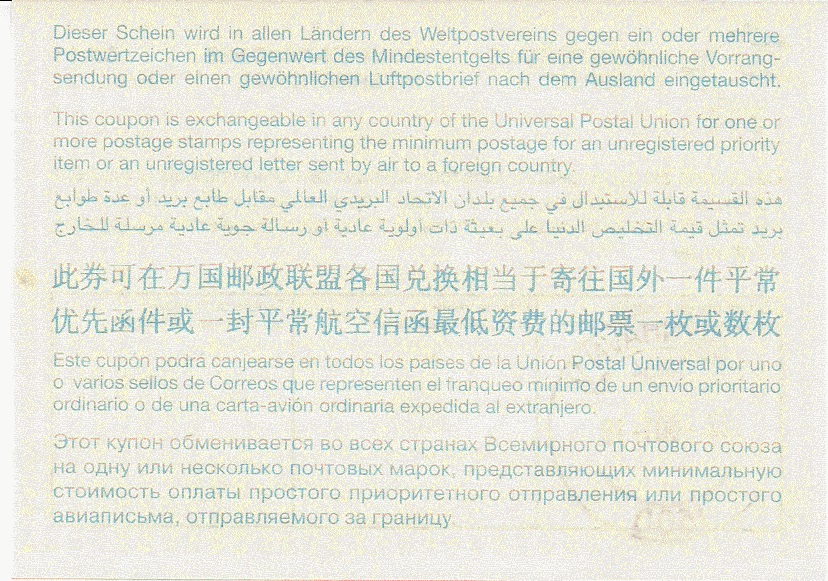 Dieser Schein wird in allen Ländern des Weltpostvereins gegen ein oder mehrere
Postwertzeichen im Gegenwert des Mindestentgelts für eine gewöhnliche Vorrang-
sendung oder einen gewöhnlichen Luftpostbrief nach dem Ausland eingetauscht.
This coupon is exchangeable in any country of the Universal Postal Union for one or
more postage stamps representing the minimum postage for an unregistered priority
item or an unregistered letter sent by air to a foreign country.
هذه القسيمة قابلة للاستبدال في جميع بلدان الاتحاد البريدي العالمي مقابل طابع بريد أو عدة طوابع
بريد تمثل قيمة التخليص الدنيا على بعيثة ذات أولوية عادية أو رسالة جوية عادية مرسلة للخارج
此券可在万国邮政联盟各国兑换相当于寄往国外一件平常
优先函件或一封平常航空信函最低资费的邮票一枚或数枚
Este cupón podrá canjearse en todos los países de la Unión Postal Universal por uno
o varios sellos de Correos que representen el franqueo mínimo de un envío prioritario
ordinario o de una carta-avión ordinaria expedida al extranjero.
Этот купон обменивается во всех странах Всемирного почтового союза
на одну или несколько почтовых марок, представляющих минимальную
стоимость оплаты простого приоритетного отправления или простого
авиаписьма, отправляемого за границу.